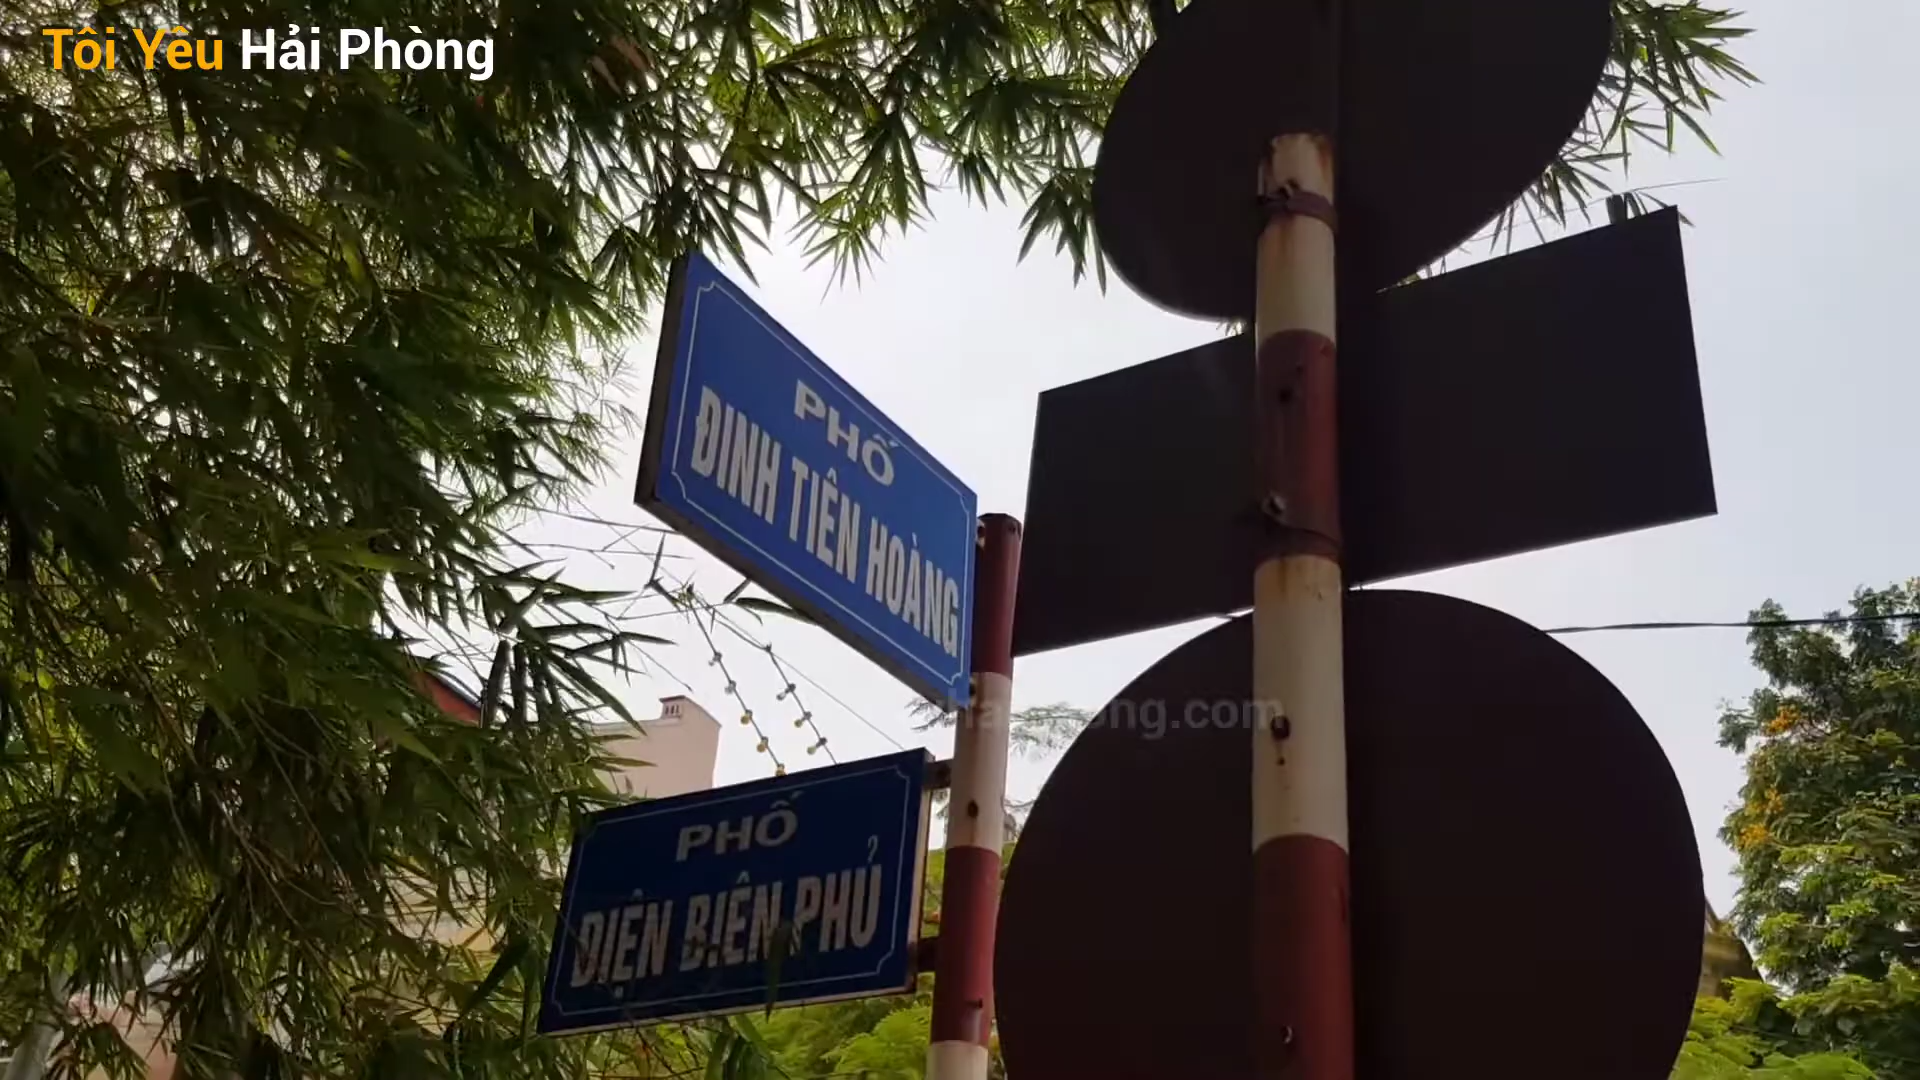 Tôi Yêu Hải Phòng
PHỐ
ĐINH TIÊN HOÀNG
PHỐ
ĐIỆN BIÊN PHỦ